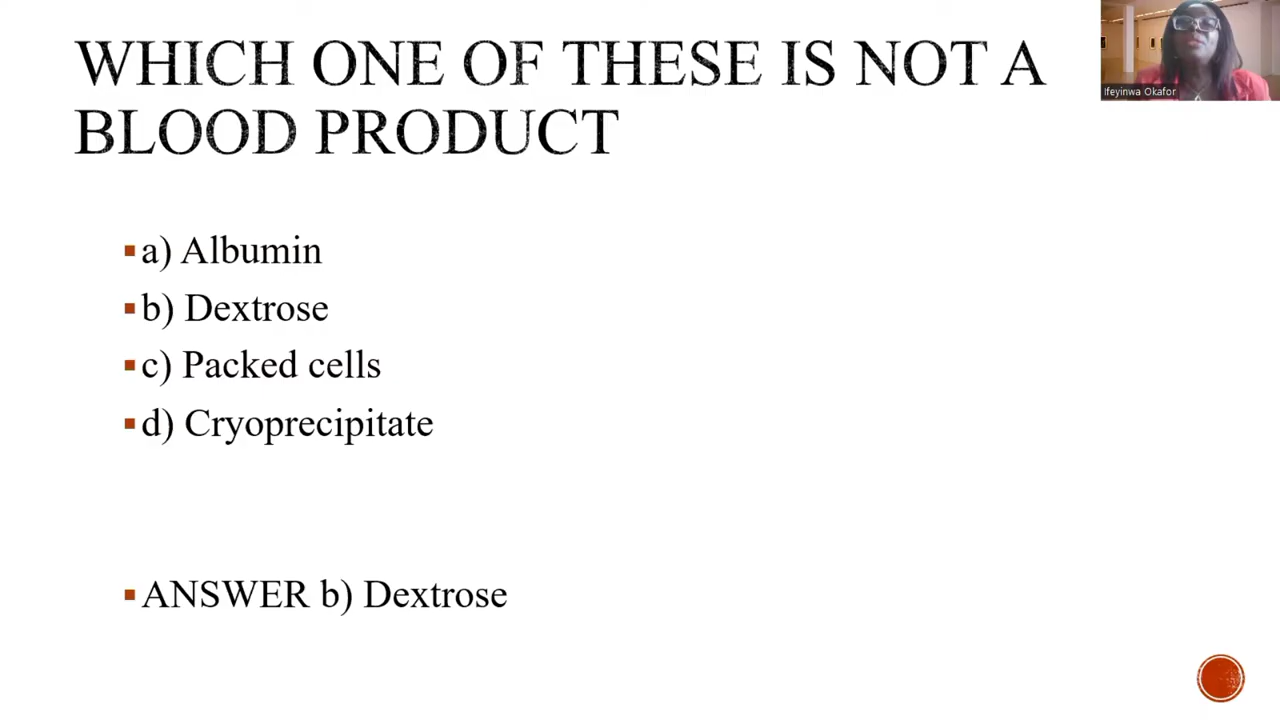 WHICH ONE OF THESE IS NOT A
BLOOD PRODUCT
Ifeyinwa Okafor
▪a) Albumin
▪b) Dextrose
▪c) Packed cells
▪d) Cryoprecipitate
▪ANSWER b) Dextrose